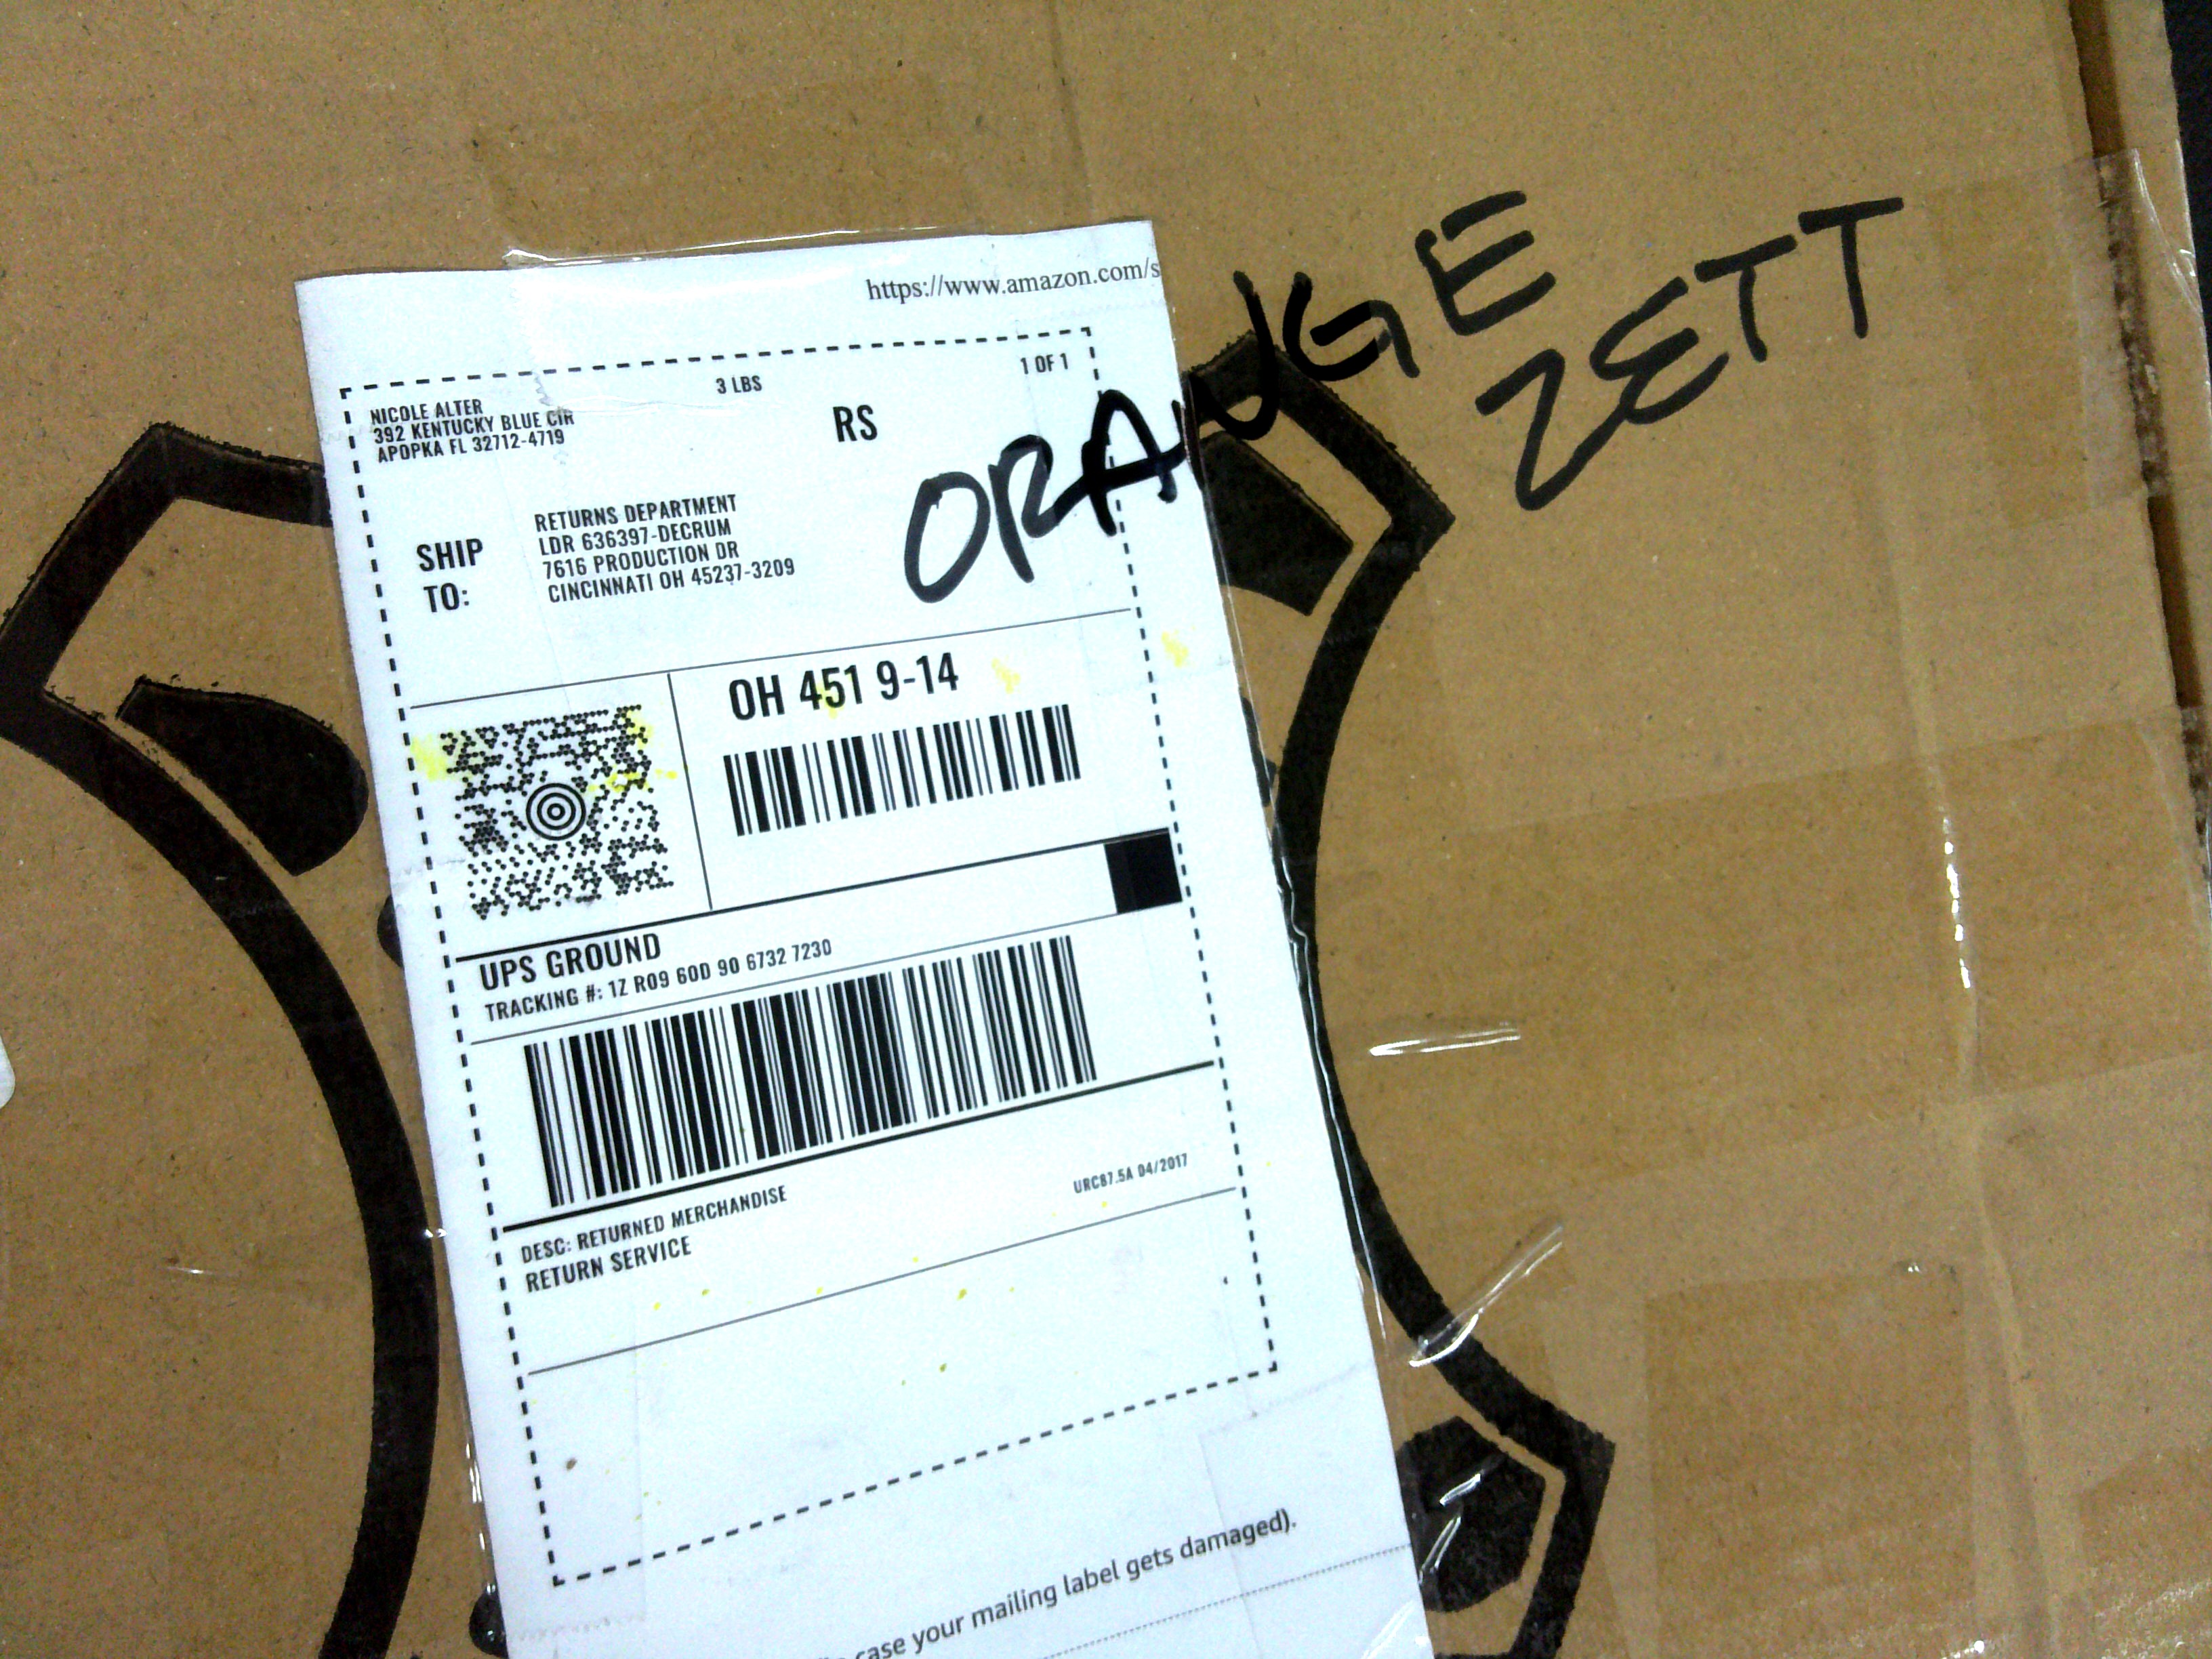 https://www.amazon.com/s
3 LBS
1 OF 1
NICOLE ALTER
392 KENTUCKY BLUE CIR
APOPKA FL 32712-4719
RS
SHIP
TO:
RETURNS DEPARTMENT
LDR 636397-DECRUM
7616 PRODUCTION DR
CINCINNATI OH 45237-3209
ORANGE
ZETT
OH 451 9-14
UPS GROUND
TRACKING #: 1Z R09 60D 90 6732 7230
DESC: RETURNED MERCHANDISE
RETURN SERVICE
URC87.5A 04/2017
case your mailing label gets damaged).